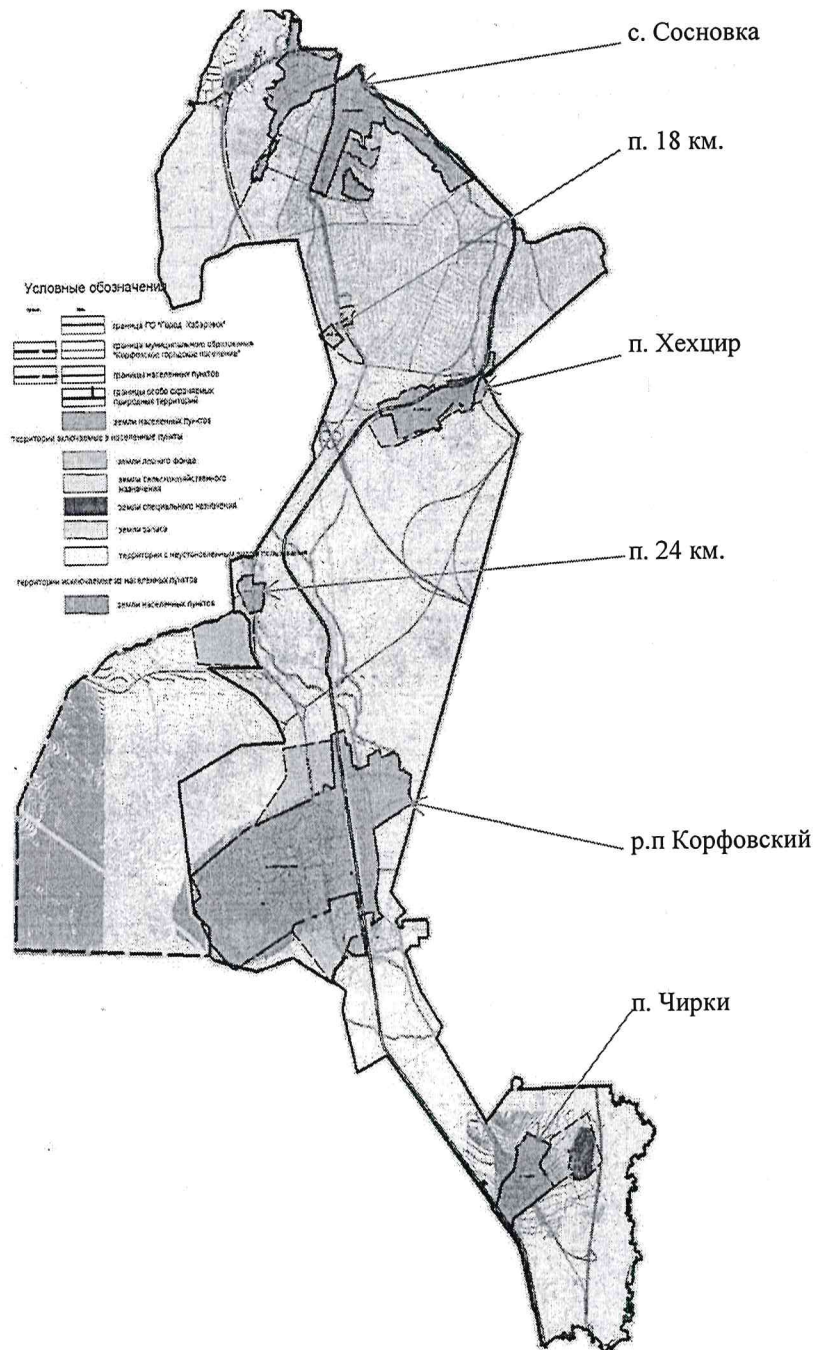 с. Сосновка
п. 18 км.
п. Хехцир
п. 24 км.
р.п Корфовский
п. Чирки
Условные обозначения
граница ГО "Город Хабаровск"
граница муниципального образования
"Корфовское городское поселение"
границы населенных пунктов
границы особо охраняемых
природных территорий
земли населенных пунктов
территории включаемые в населенные пункты
земли лесного фонда
земли сельскохозяйственного
назначения
земли специального назначения
земли запаса
территории с неустановленным пользования
территории исключаемые из населенных пунктов
земли населенных пунктов